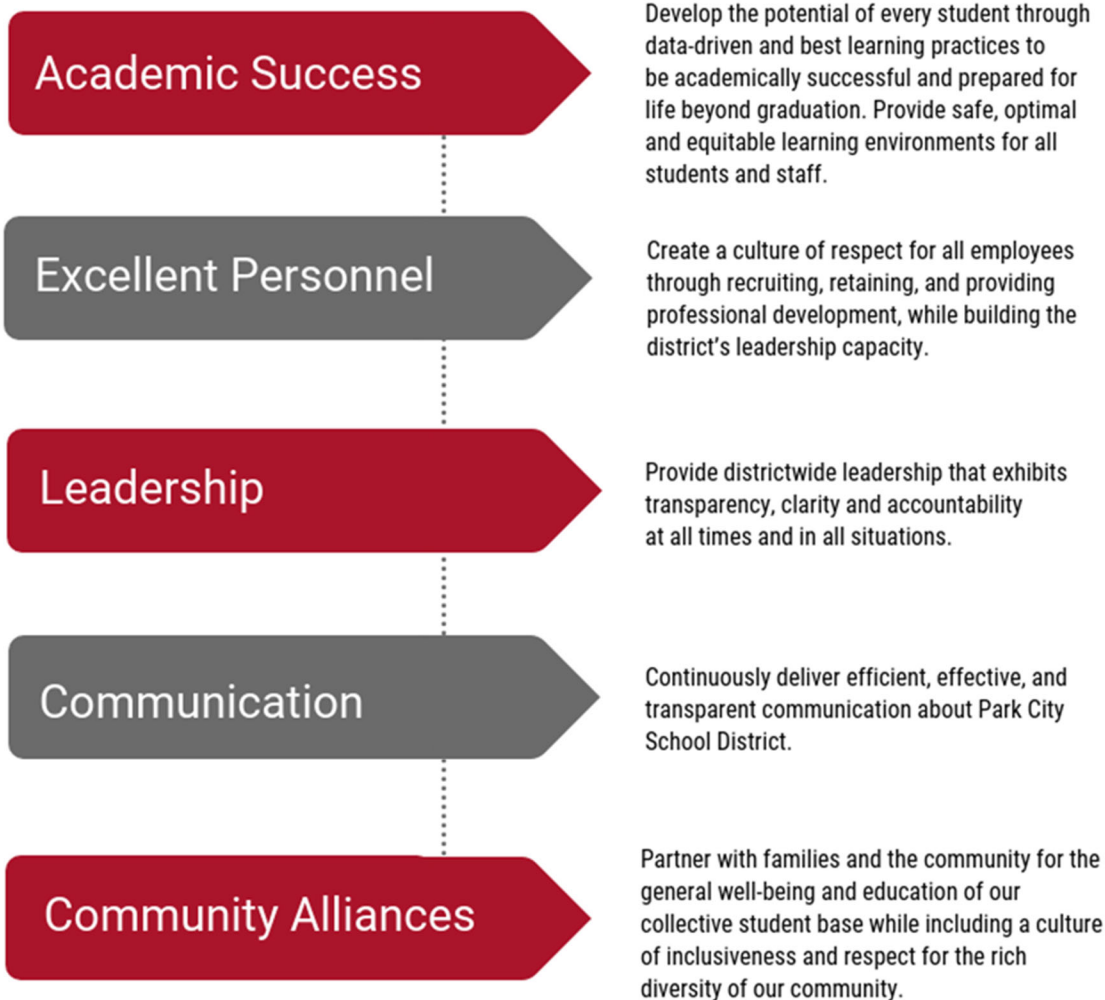 Academic Success
Develop the potential of every student through
data-driven and best learning practices to
be academically successful and prepared for
life beyond graduation. Provide safe, optimal
and equitable learning environments for all
students and staff.
Excellent Personnel
Create a culture of respect for all employees
through recruiting, retaining, and providing
professional development, while building the
district’s leadership capacity.
Leadership
Provide districtwide leadership that exhibits
transparency, clarity and accountability
at all times and in all situations.
Communication
Continuously deliver efficient, effective, and
transparent communication about Park City
School District.
Community Alliances
Partner with families and the community for the
general well-being and education of our
collective student base while including a culture
of inclusiveness and respect for the rich
diversity of our community.